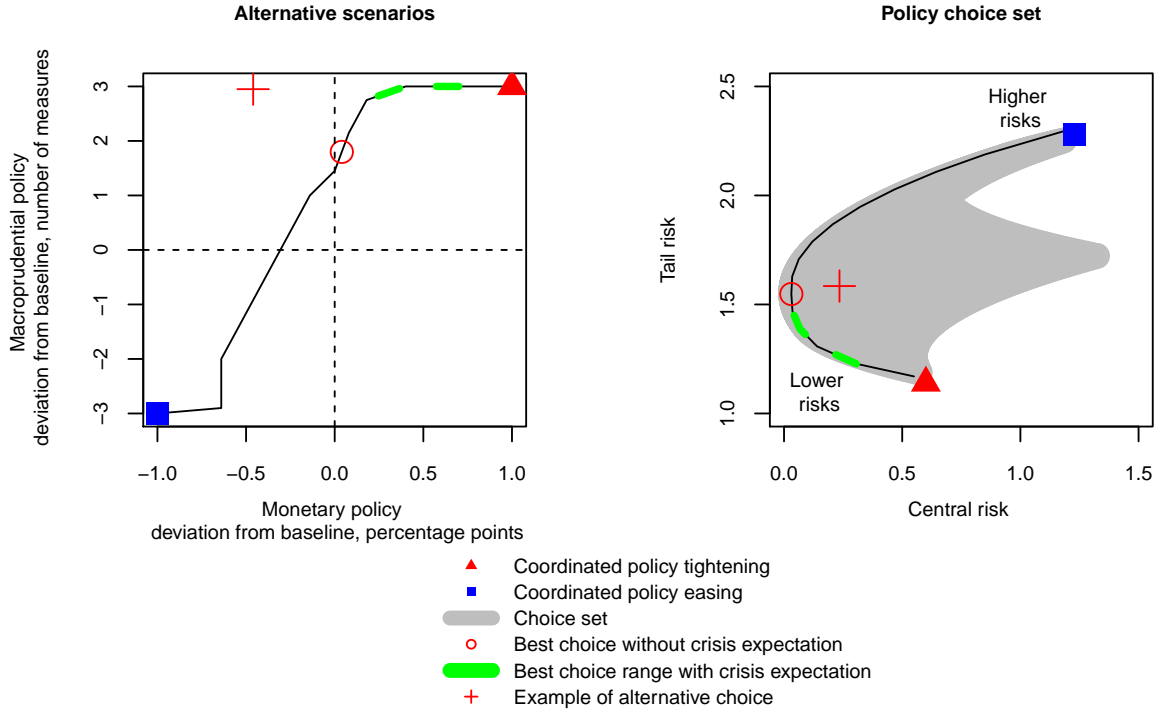 Alternative scenarios
Macroprudential policy
deviation from baseline, number of measures
3
2
1
0
−1
−2
−3
−1.0
−0.5
0.0
0.5
1.0
Monetary policy
deviation from baseline, percentage points
Policy choice set
Tail risk
2.5
2.0
1.5
1.0
Higher
risks
Lower
risks
0.0
0.5
1.0
1.5
Central risk
Coordinated policy tightening
Coordinated policy easing
Choice set
Best choice without crisis expectation
Best choice range with crisis expectation
Example of alternative choice